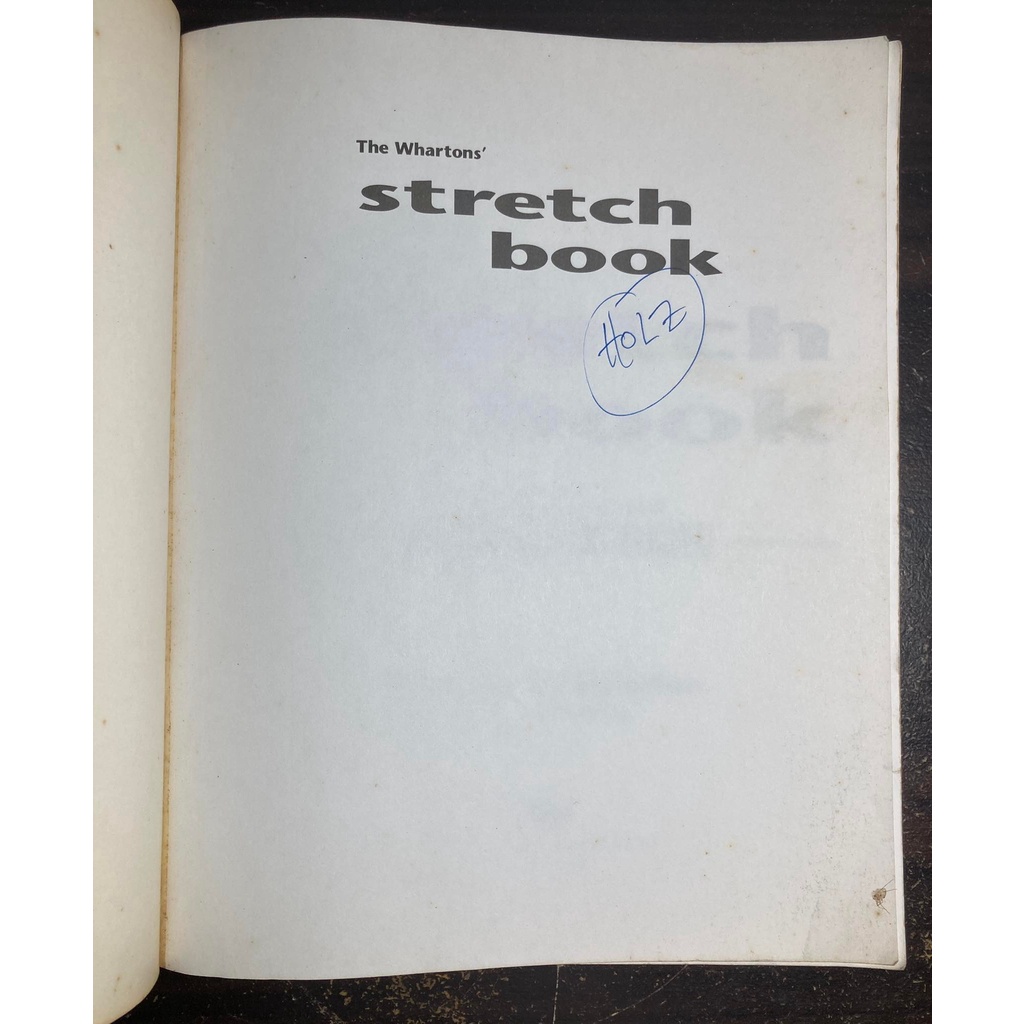 The Whartons'
stretch
book
HOLZ